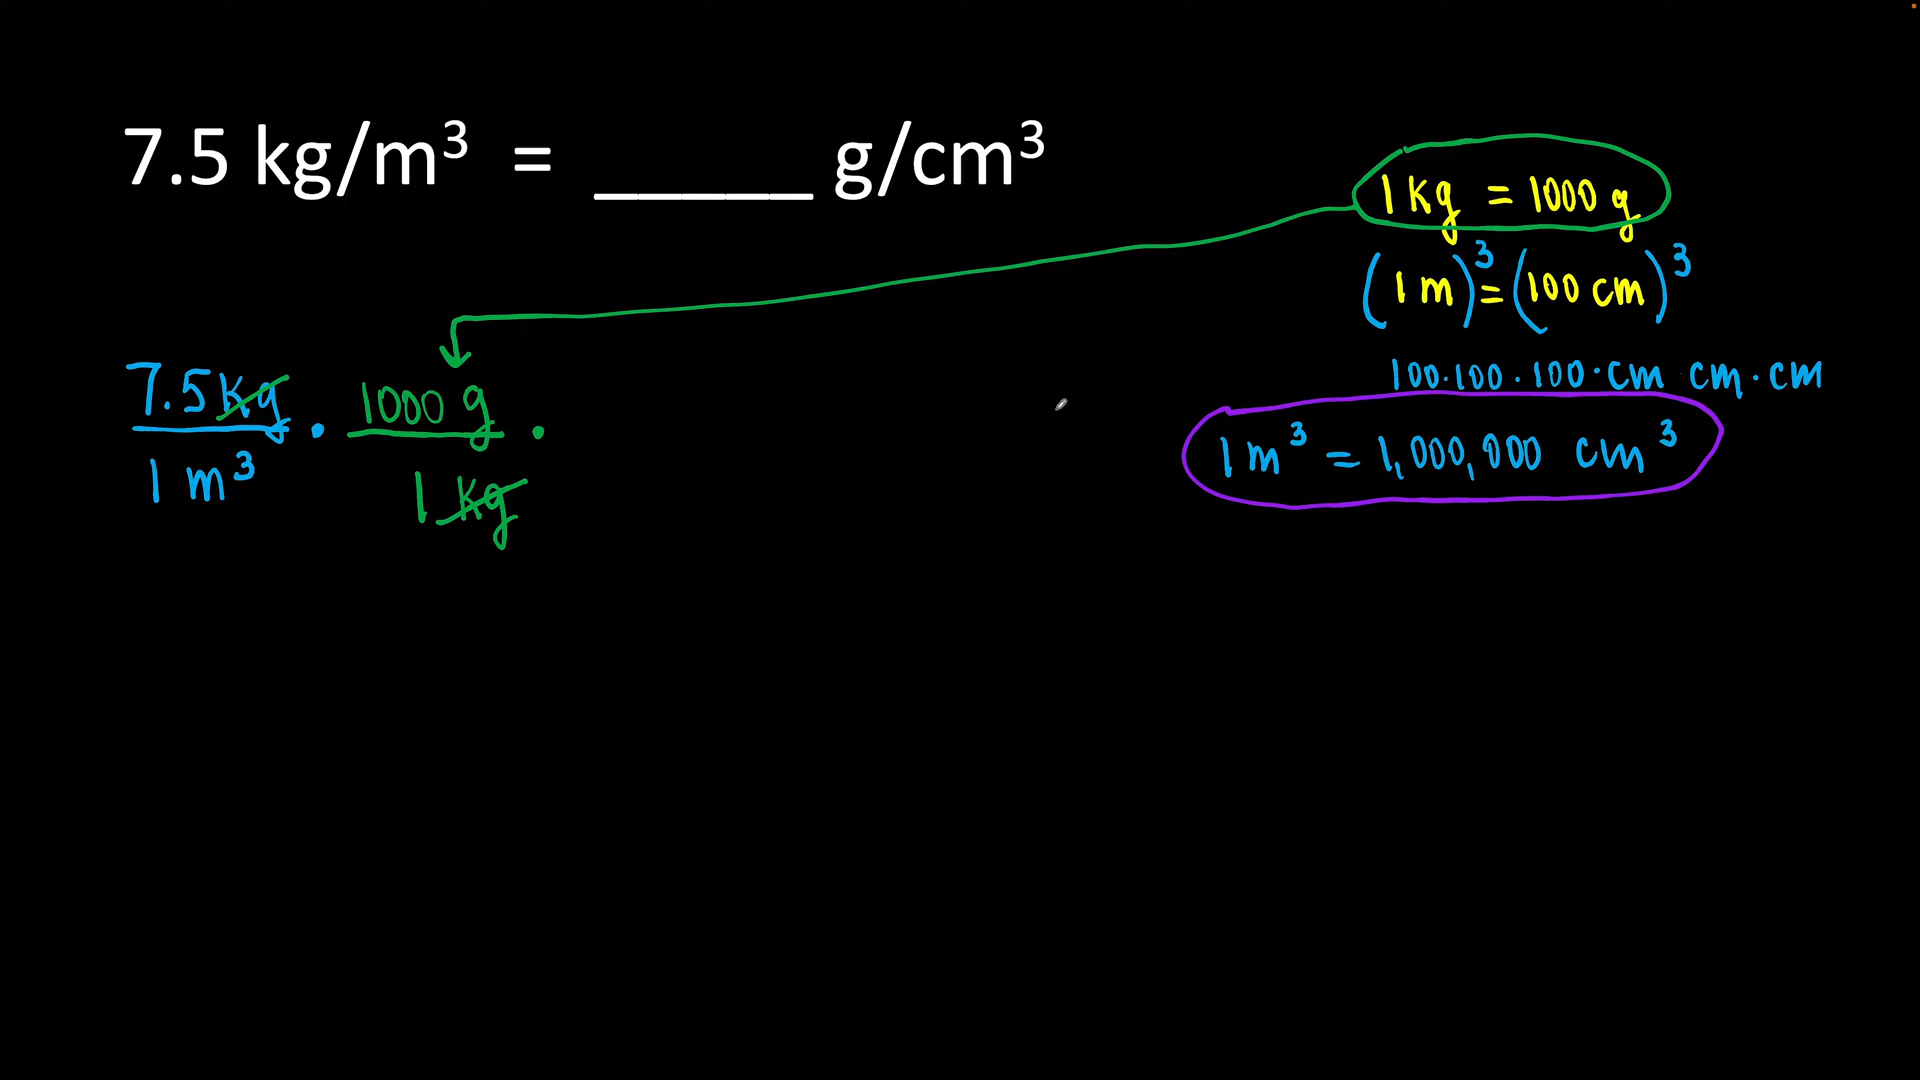 7.5 kg/m³ = _____ g/cm³
1 kg = 1000 g
(1 m)³ = (100 cm)³
100·100·100·cm cm·cm
1 m³ = 1,000,000 cm³
7.5 kg / 1 m³ · 1000 g / 1 kg ·